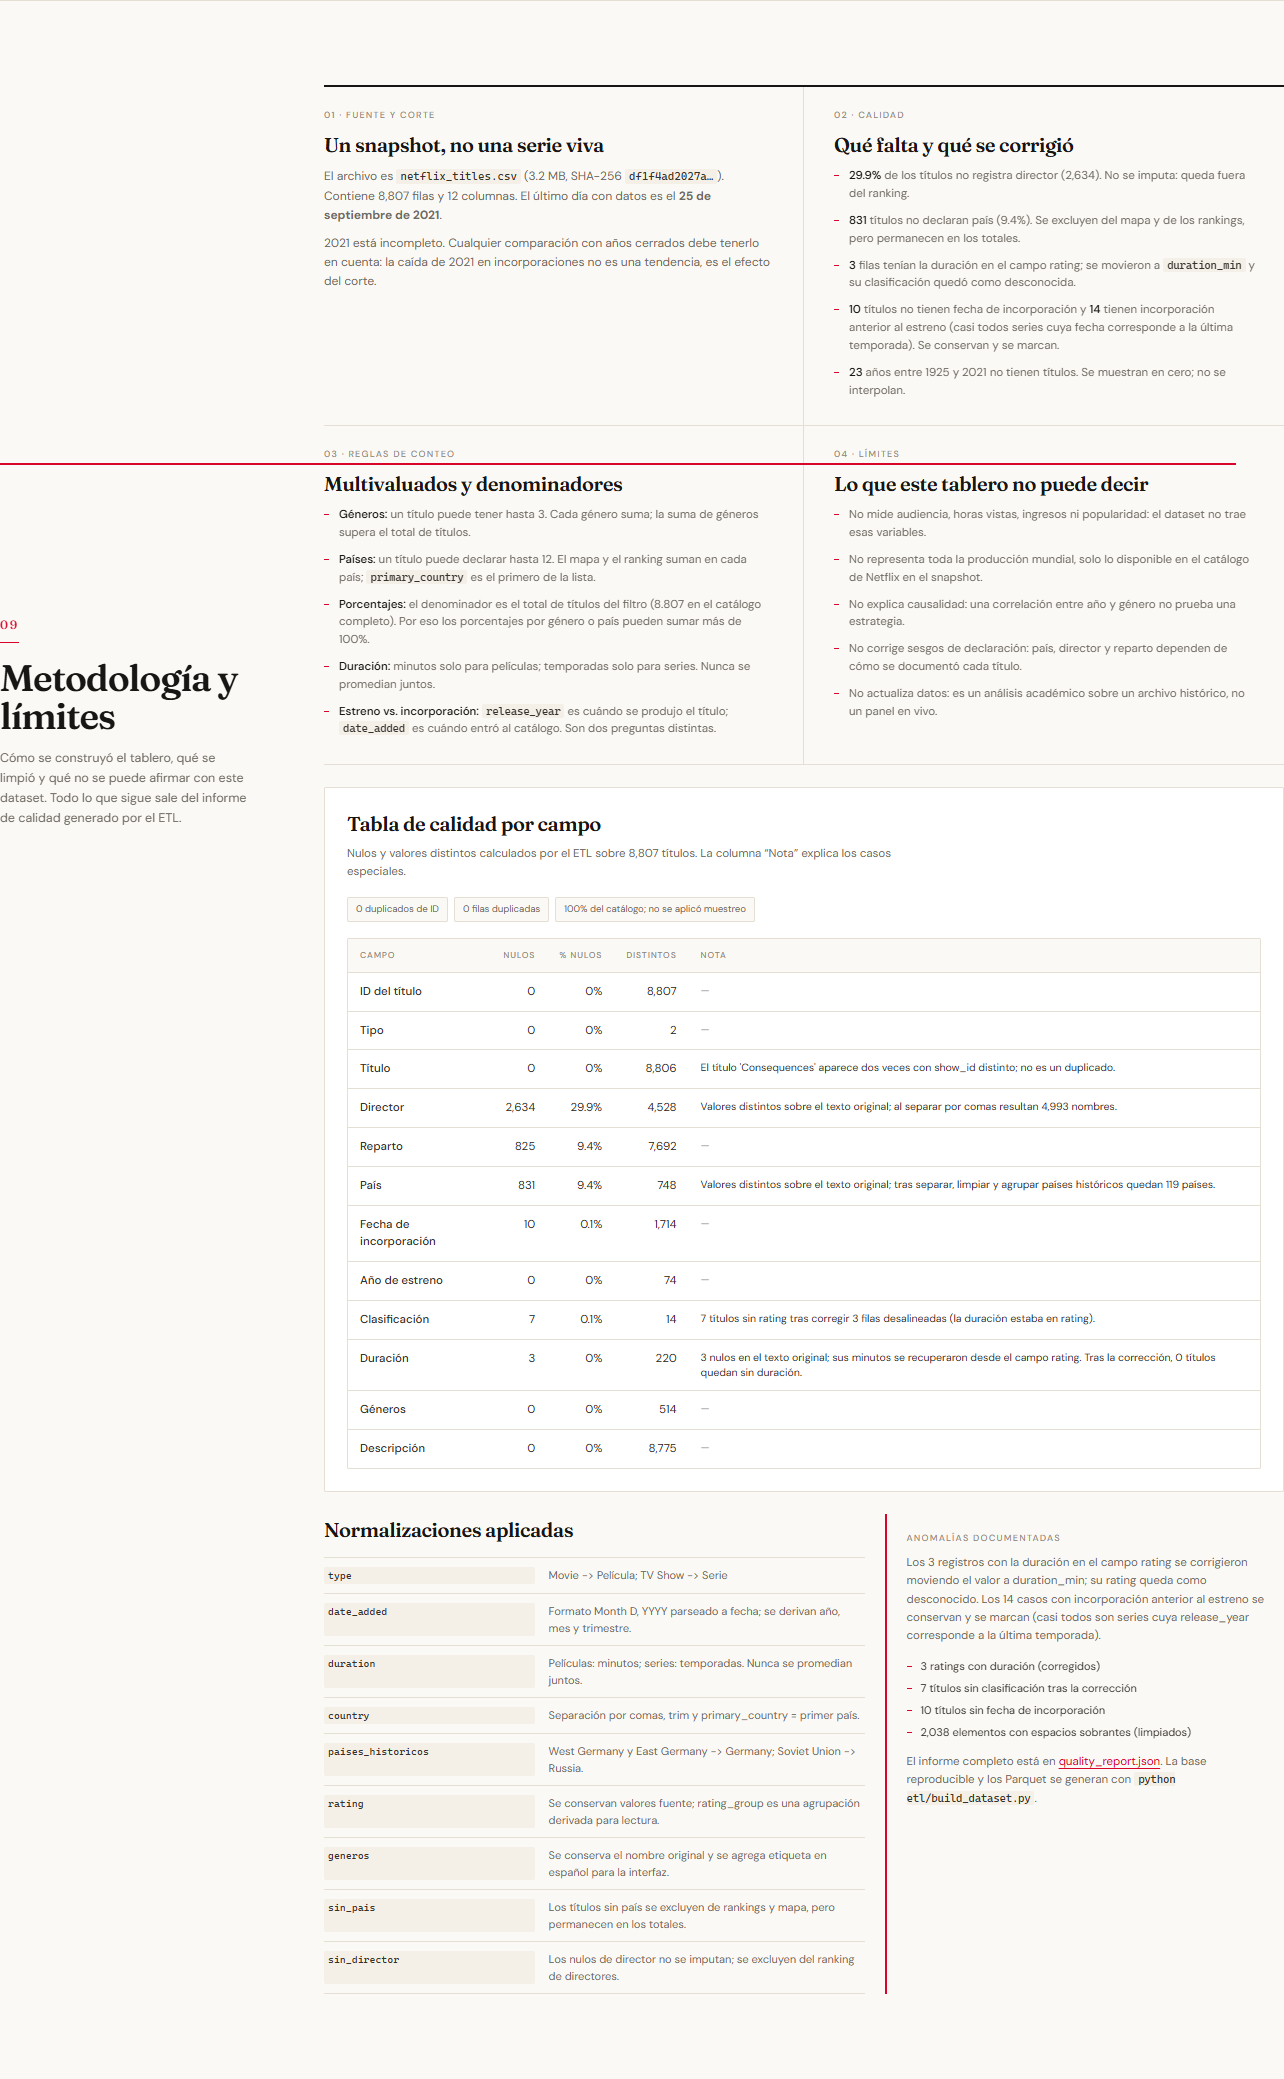 09
Metodología y
límites
Cómo se construyó el tablero, qué se
limpió y qué no se puede afirmar con este
dataset. Todo lo que sigue sale del informe
de calidad generado por el ETL.
01 · FUENTE Y CORTE
Un snapshot, no una serie viva
El archivo es netflix_titles.csv (3.2 MB, SHA-256 df1f4ad2027a… ).
Contiene 8,807 filas y 12 columnas. El último día con datos es el 25 de
septiembre de 2021.
2021 está incompleto. Cualquier comparación con años cerrados debe tenerlo
en cuenta: la caída de 2021 en incorporaciones no es una tendencia, es el efecto
del corte.
02 · CALIDAD
Qué falta y qué se corrigió
– 29.9% de los títulos no registra director (2,634). No se imputa: queda fuera
del ranking.
– 831 títulos no declaran país (9.4%). Se excluyen del mapa y de los rankings,
pero permanecen en los totales.
– 3 filas tenían la duración en el campo rating; se movieron a duration_min y
su clasificación quedó como desconocida.
– 10 títulos no tienen fecha de incorporación y 14 tienen incorporación
anterior al estreno (casi todos series cuya fecha corresponde a la última
temporada). Se conservan y se marcan.
– 23 años entre 1925 y 2021 no tienen títulos. Se muestran en cero; no se
interpolan.
03 · REGLAS DE CONTEO
Multivaluados y denominadores
– Géneros: un título puede tener hasta 3. Cada género suma; la suma de géneros
supera el total de títulos.
– Países: un título puede declarar hasta 12. El mapa y el ranking suman en cada
país; primary_country es el primero de la lista.
– Porcentajes: el denominador es el total de títulos del filtro (8.807 en el catálogo
completo). Por eso los porcentajes por género o país pueden sumar más de
100%.
– Duración: minutos solo para películas; temporadas solo para series. Nunca se
promedian juntos.
– Estreno vs. incorporación: release_year es cuándo se produjo el título;
date_added es cuándo entró al catálogo. Son dos preguntas distintas.
04 · LÍMITES
Lo que este tablero no puede decir
– No mide audiencia, horas vistas, ingresos ni popularidad: el dataset no trae
esas variables.
– No representa toda la producción mundial, solo lo disponible en el catálogo
de Netflix en el snapshot.
– No explica causalidad: una correlación entre año y género no prueba una
estrategia.
– No corrige sesgos de declaración: país, director y reparto dependen de
cómo se documentó cada título.
– No actualiza datos: es un análisis académico sobre un archivo histórico, no
un panel en vivo.
Tabla de calidad por campo
Nulos y valores distintos calculados por el ETL sobre 8,807 títulos. La columna “Nota” explica los casos
especiales.
0 duplicados de ID 0 filas duplicadas 100% del catálogo; no se aplicó muestreo
CAMPO NULOS % NULOS DISTINTOS NOTA
ID del título 0 0% 8,807 —
Tipo 0 0% 2 —
Título 0 0% 8,806 El título 'Consequences' aparece dos veces con show_id distinto; no es un duplicado.
Director 2,634 29.9% 4,528 Valores distintos sobre el texto original; al separar por comas resultan 4,993 nombres.
Reparto 825 9.4% 7,692 —
País 831 9.4% 748 Valores distintos sobre el texto original; tras separar, limpiar y agrupar países históricos quedan 119 países.
Fecha de
incorporación 10 0.1% 1,714 —
Año de estreno 0 0% 74 —
Clasificación 7 0.1% 14 7 títulos sin rating tras corregir 3 filas desalineadas (la duración estaba en rating).
Duración 3 0% 220 3 nulos en el texto original; sus minutos se recuperaron desde el campo rating. Tras la corrección, 0 títulos
quedan sin duración.
Géneros 0 0% 514 —
Descripción 0 0% 8,775 —
Normalizaciones aplicadas
type Movie -> Película; TV Show -> Serie
date_added Formato Month D, YYYY parseado a fecha; se derivan año,
mes y trimestre.
duration Películas: minutos; series: temporadas. Nunca se promedian
juntos.
country Separación por comas, trim y primary_country = primer país.
paises_historicos West Germany y East Germany -> Germany; Soviet Union ->
Russia.
rating Se conservan valores fuente; rating_group es una agrupación
derivada para lectura.
generos Se conserva el nombre original y se agrega etiqueta en
español para la interfaz.
sin_pais Los títulos sin país se excluyen de rankings y mapa, pero
permanecen en los totales.
sin_director Los nulos de director no se imputan; se excluyen del ranking
de directores.
ANOMALÍAS DOCUMENTADAS
Los 3 registros con la duración en el campo rating se corrigieron
moviendo el valor a duration_min; su rating queda como
desconocido. Los 14 casos con incorporación anterior al estreno se
conservan y se marcan (casi todos son series cuya release_year
corresponde a la última temporada).
– 3 ratings con duración (corregidos)
– 7 títulos sin clasificación tras la corrección
– 10 títulos sin fecha de incorporación
– 2,038 elementos con espacios sobrantes (limpiados)
El informe completo está en quality_report.json. La base
reproducible y los Parquet se generan con python
etl/build_dataset.py .